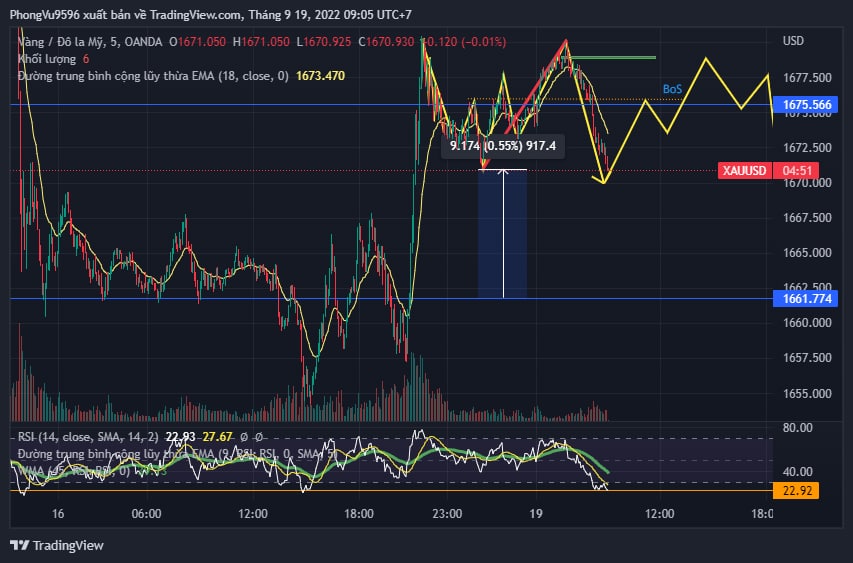 PhongVu9596 xuất bản về TradingView.com, Tháng 9 19, 2022 09:05 UTC+7
Vàng / Đô la Mỹ, 5, OANDA O1671.050 H1671.050 L1670.925 C1670.930 −0.120 (−0.01%)
Khối lượng 6
Đường trung bình cộng lũy thừa EMA (18, close, 0) 1673.470
USD
1677.500
BoS
1675.566
1675.000
9.174 (0.55%) 917.4
1672.500
XAUUSD 04:51
1670.000
1667.500
1665.000
1662.500
1661.774
1660.000
1657.500
1655.000
RSI (14, close, SMA, 14, 2) 22.93 27.67 Ø Ø
80.00
Đường trung bình cộng lũy thừa EMA (9, RSI: RSI, 0, SMA, 5)
40.00
22.92
16 06:00 12:00 18:00 23:00 19 12:00 18:0
TradingView